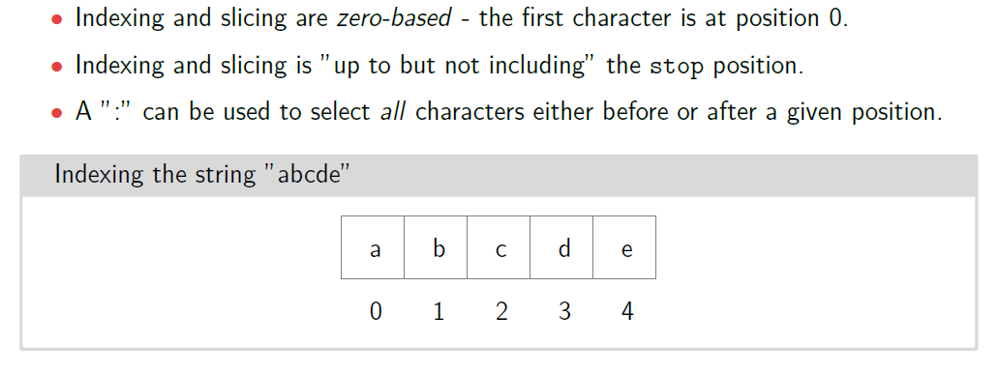 • Indexing and slicing are zero-based - the first character is at position 0.
• Indexing and slicing is ”up to but not including” the stop position.
• A ”:” can be used to select all characters either before or after a given position.
Indexing the string ”abcde”
a b c d e
0 1 2 3 4